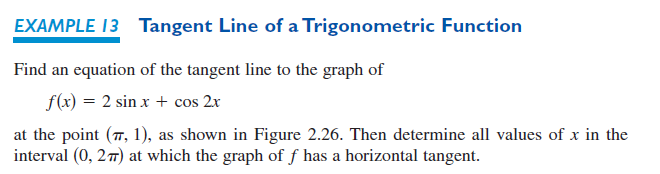 EXAMPLE 13 Tangent Line of a Trigonometric Function
Find an equation of the tangent line to the graph of
f(x) = 2 sin x + cos 2x
at the point (π, 1), as shown in Figure 2.26. Then determine all values of x in the
interval (0, 2π) at which the graph of f has a horizontal tangent.